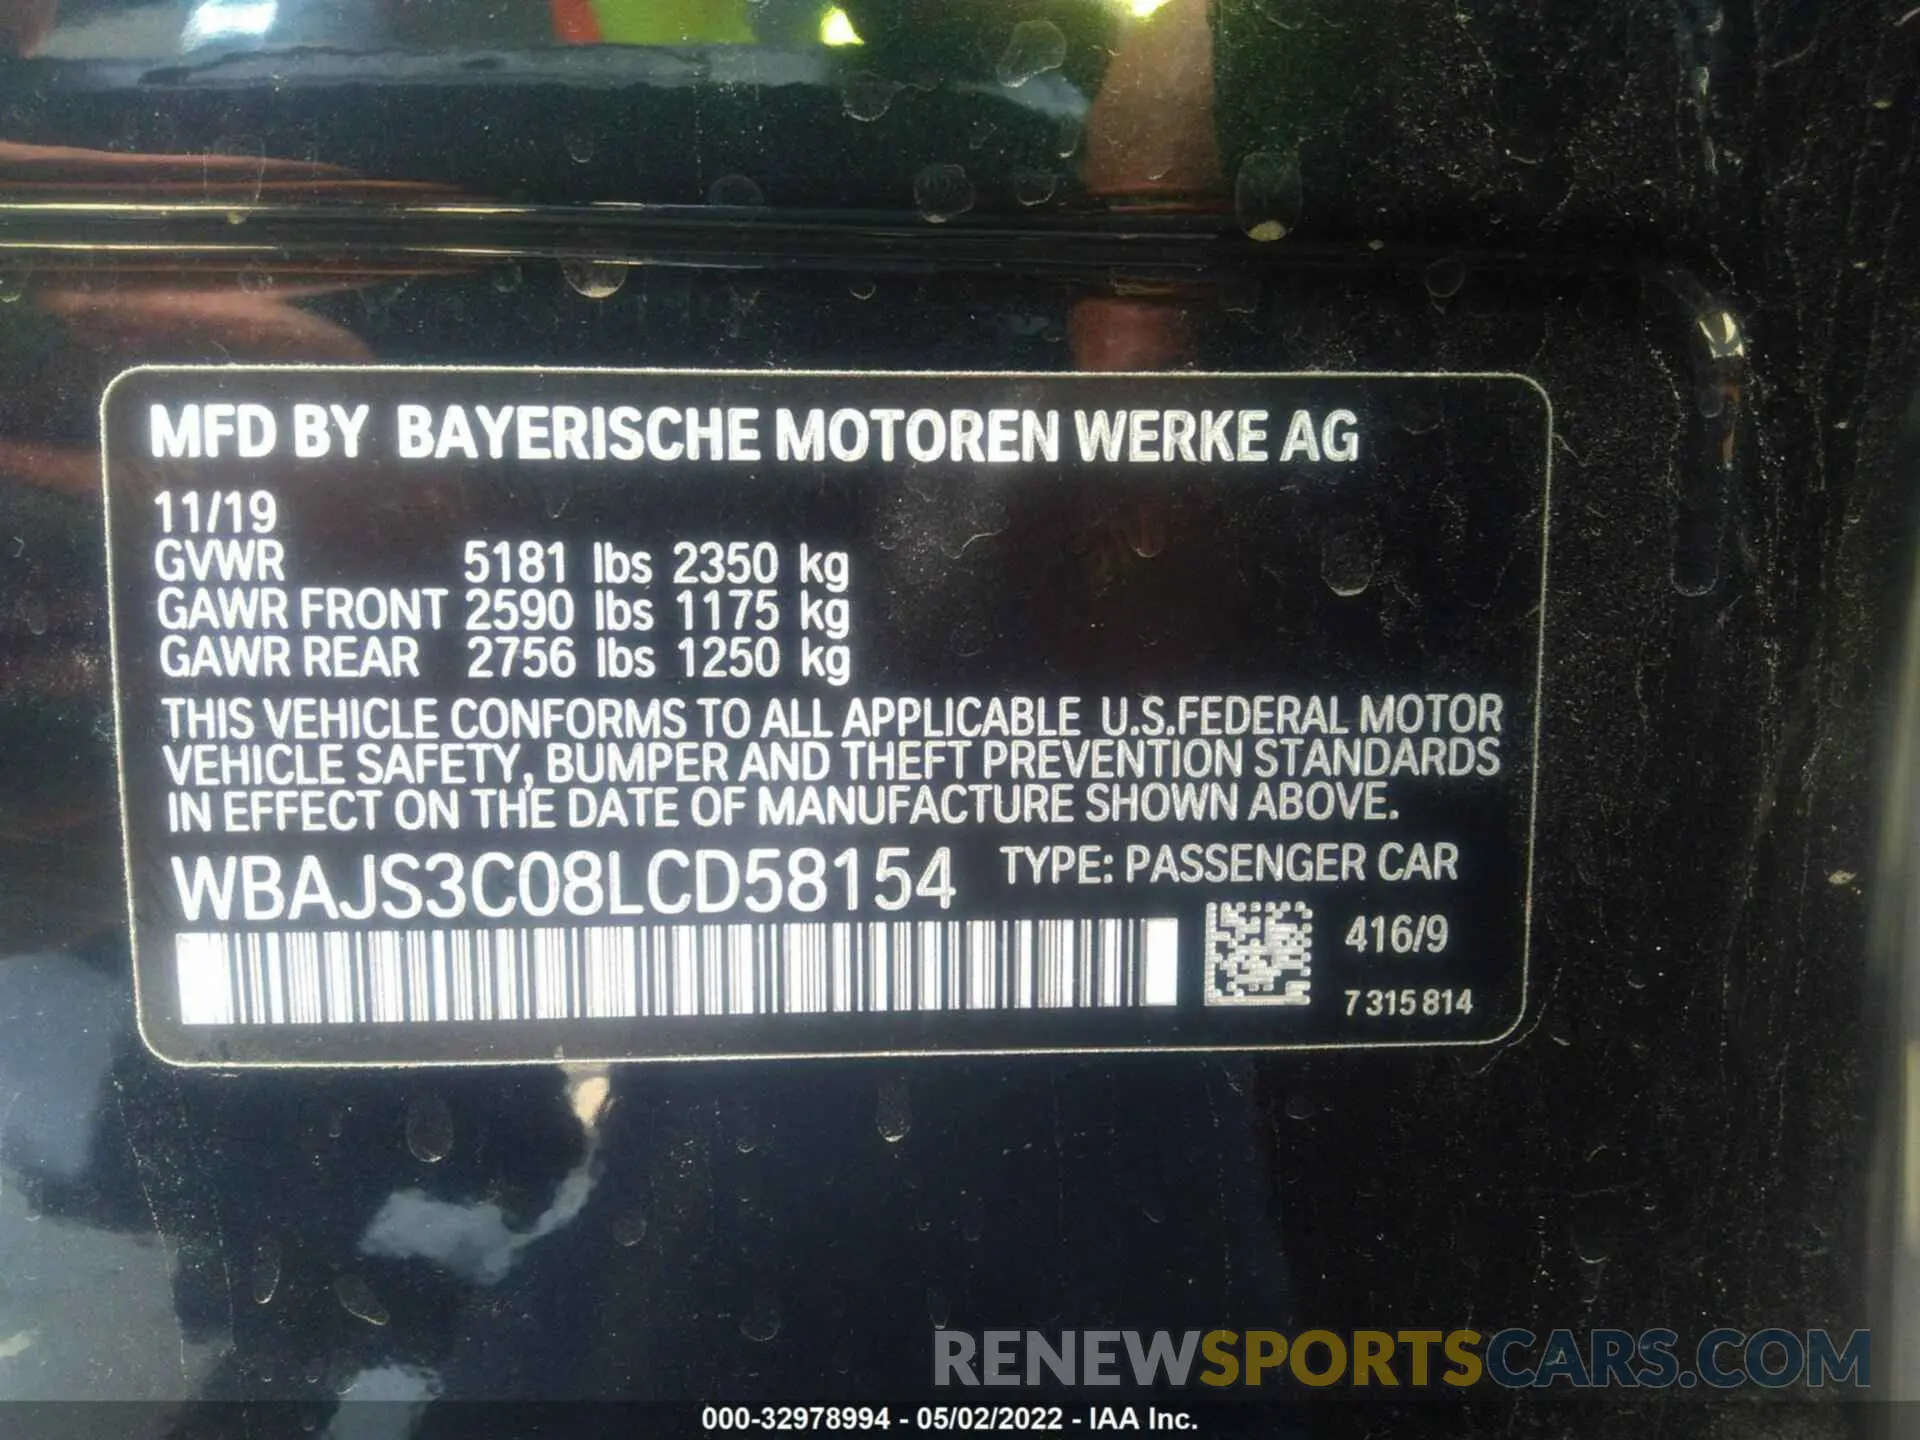 MFD BY BAYERISCHE MOTOREN WERKE AG
11/19
GVWR 5181 lbs 2350 kg
GAWR FRONT 2590 lbs 1175 kg
GAWR REAR 2756 lbs 1250 kg
THIS VEHICLE CONFORMS TO ALL APPLICABLE U.S.FEDERAL MOTOR
VEHICLE SAFETY, BUMPER AND THEFT PREVENTION STANDARDS
IN EFFECT ON THE DATE OF MANUFACTURE SHOWN ABOVE.
WBAJS3C08LCD58154 TYPE: PASSENGER CAR
416/9
7 315 814
RENEWSPORTSCARS.COM
000-32978994 - 05/02/2022 - IAA Inc.